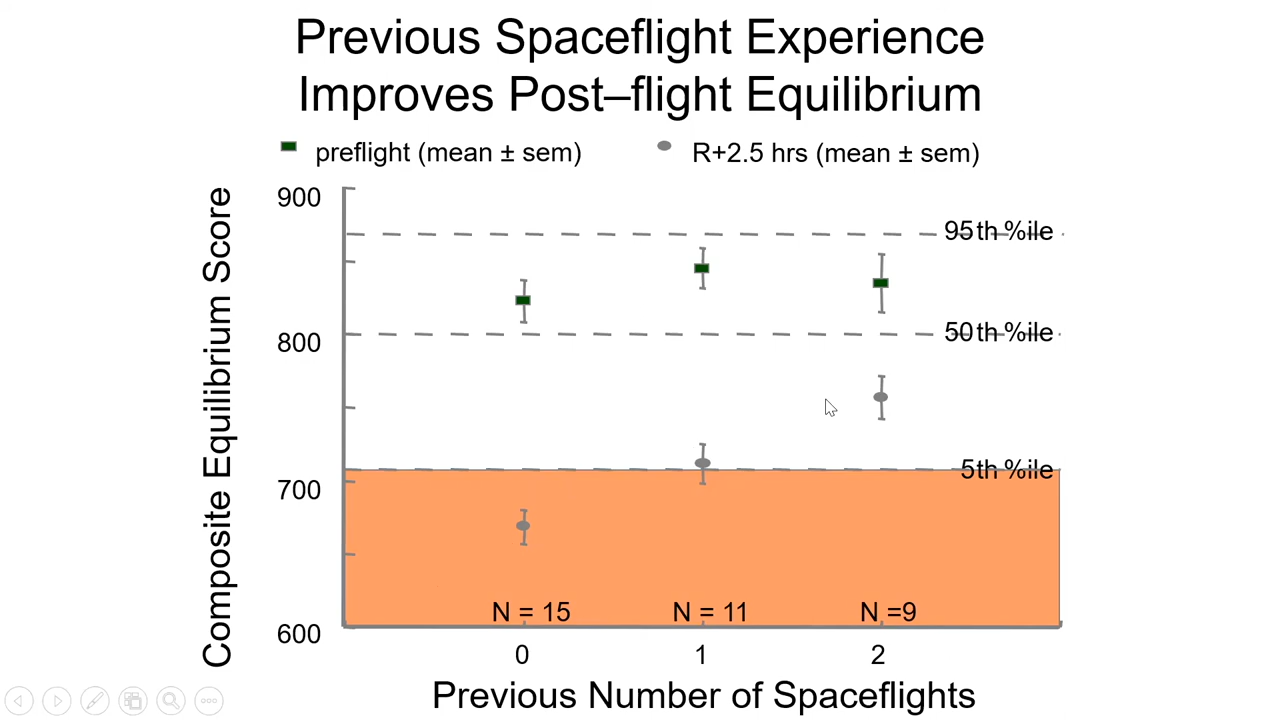 Previous Spaceflight Experience
Improves Post–flight Equilibrium
preflight (mean ± sem)
R+2.5 hrs (mean ± sem)
Composite Equilibrium Score
900
800
700
600
95th %ile
50th %ile
5th %ile
N = 15
N = 11
N =9
0
1
2
Previous Number of Spaceflights